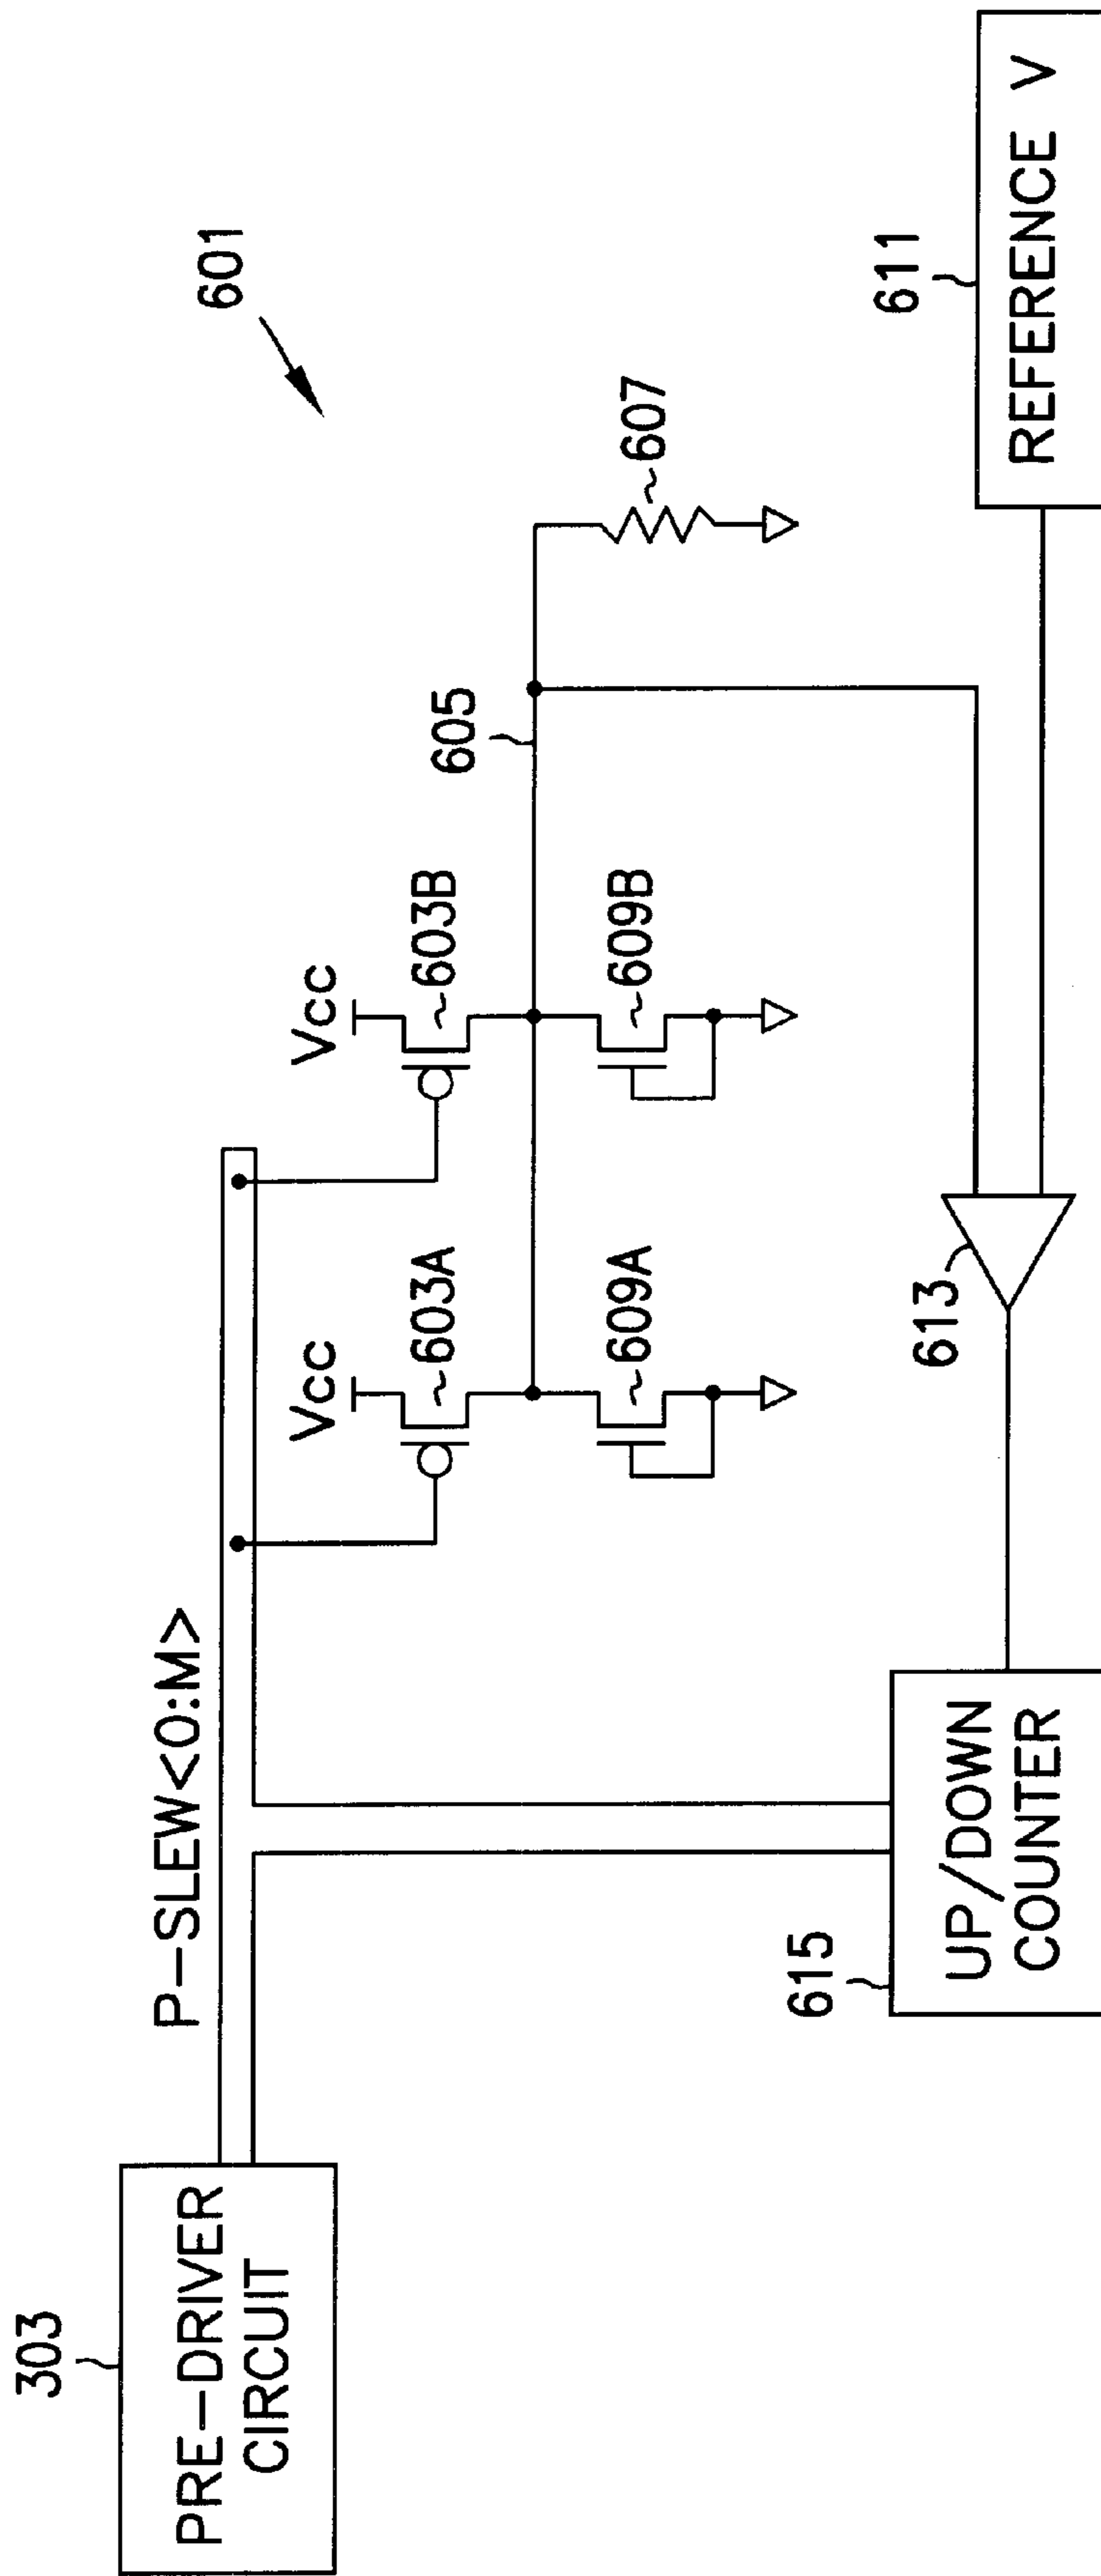 303
PRE-DRIVER
CIRCUIT
P-SLEW<0:M>
601
Vcc
603A
Vcc
603B
605
607
609A
609B
615
UP/DOWN
COUNTER
613
611
REFERENCE V